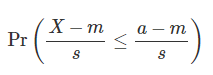 Pr ( (X − m)/s ≤ (a − m)/s )